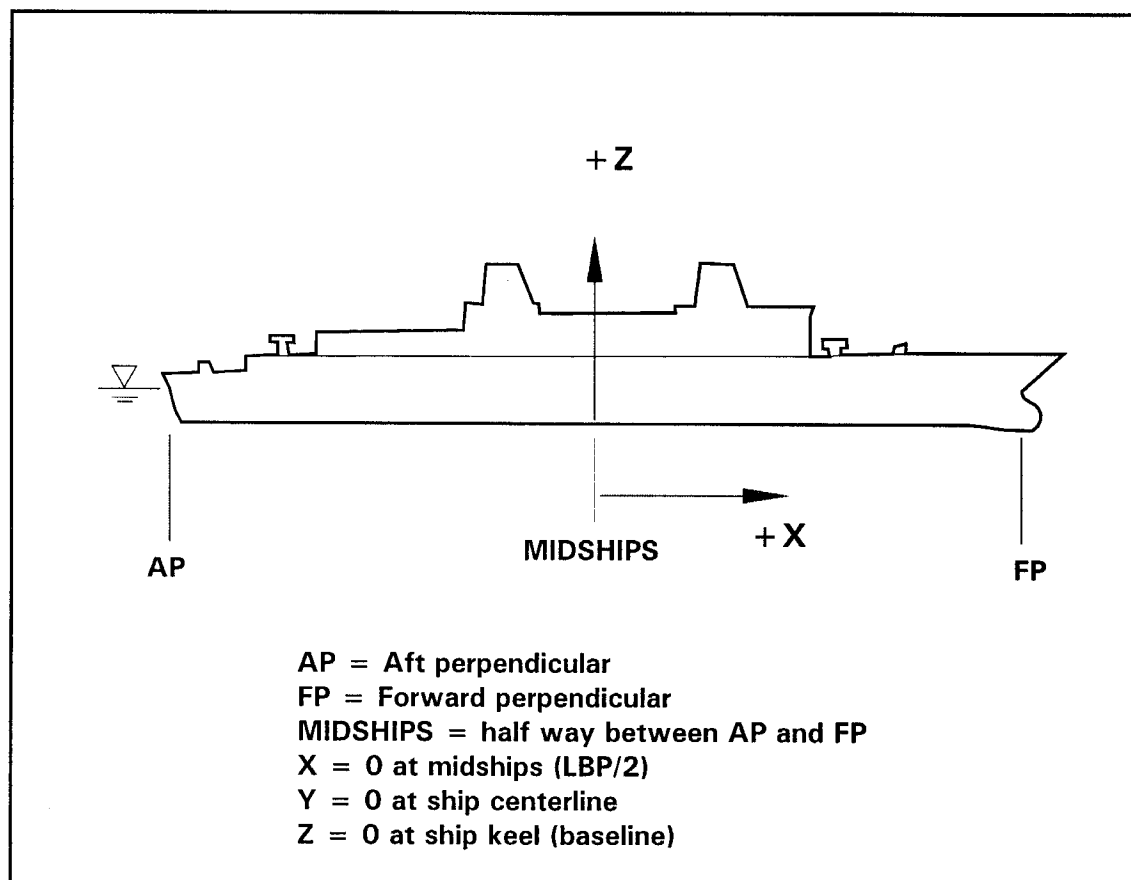 + Z
+ X
MIDSHIPS
AP
FP
AP = Aft perpendicular
FP = Forward perpendicular
MIDSHIPS = half way between AP and FP
X = 0 at midships (LBP/2)
Y = 0 at ship centerline
Z = 0 at ship keel (baseline)